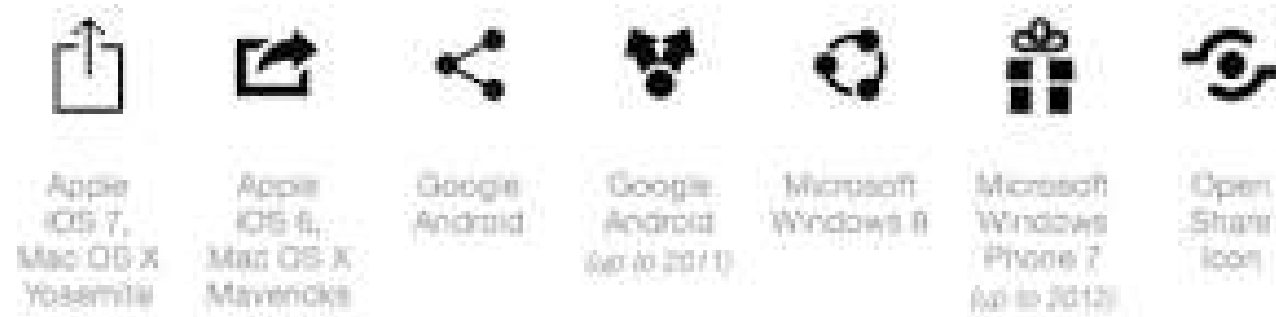 Apple
iOS 7,
Mac OS X
Yosemite
Apple
iOS 6,
Mac OS X
Mavericks
Google
Android
Google
Android
(up to 2011)
Microsoft
Windows 8
Microsoft
Windows
Phone 7
(up to 2012)
Open
Share
Icon